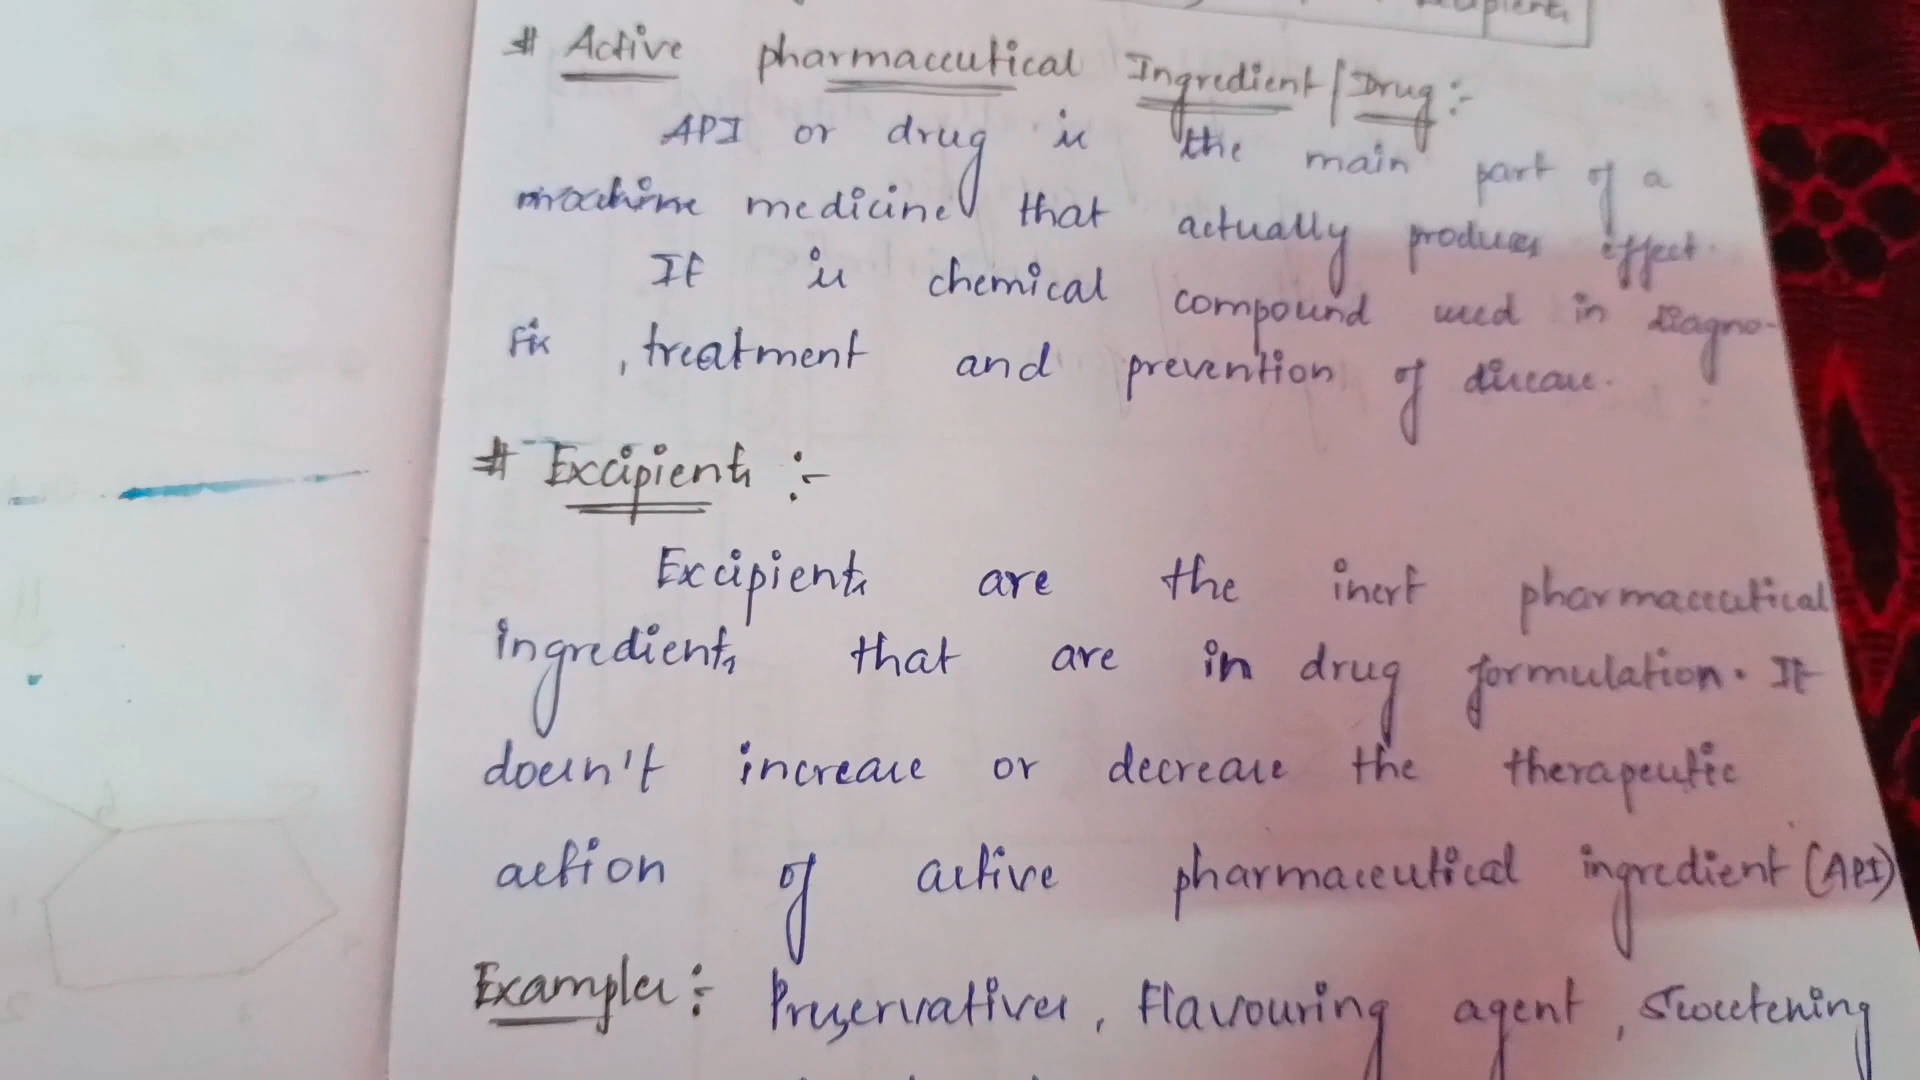 Excipients
# Active pharmaceutical Ingredient / Drug :-
API or drug is the main part of a
machine medicine that actually produces effect.
It is chemical compound used in Diagno-
tis , treatment and prevention of disease.
# Excipients :-
Excipients are the inert pharmaceutical
ingredients that are in drug formulation. It
doesn't increase or decrease the therapeutic
action of active pharmaceutical ingredient (API)
Examples :- Preservatives , Flavouring agent , Sweetening